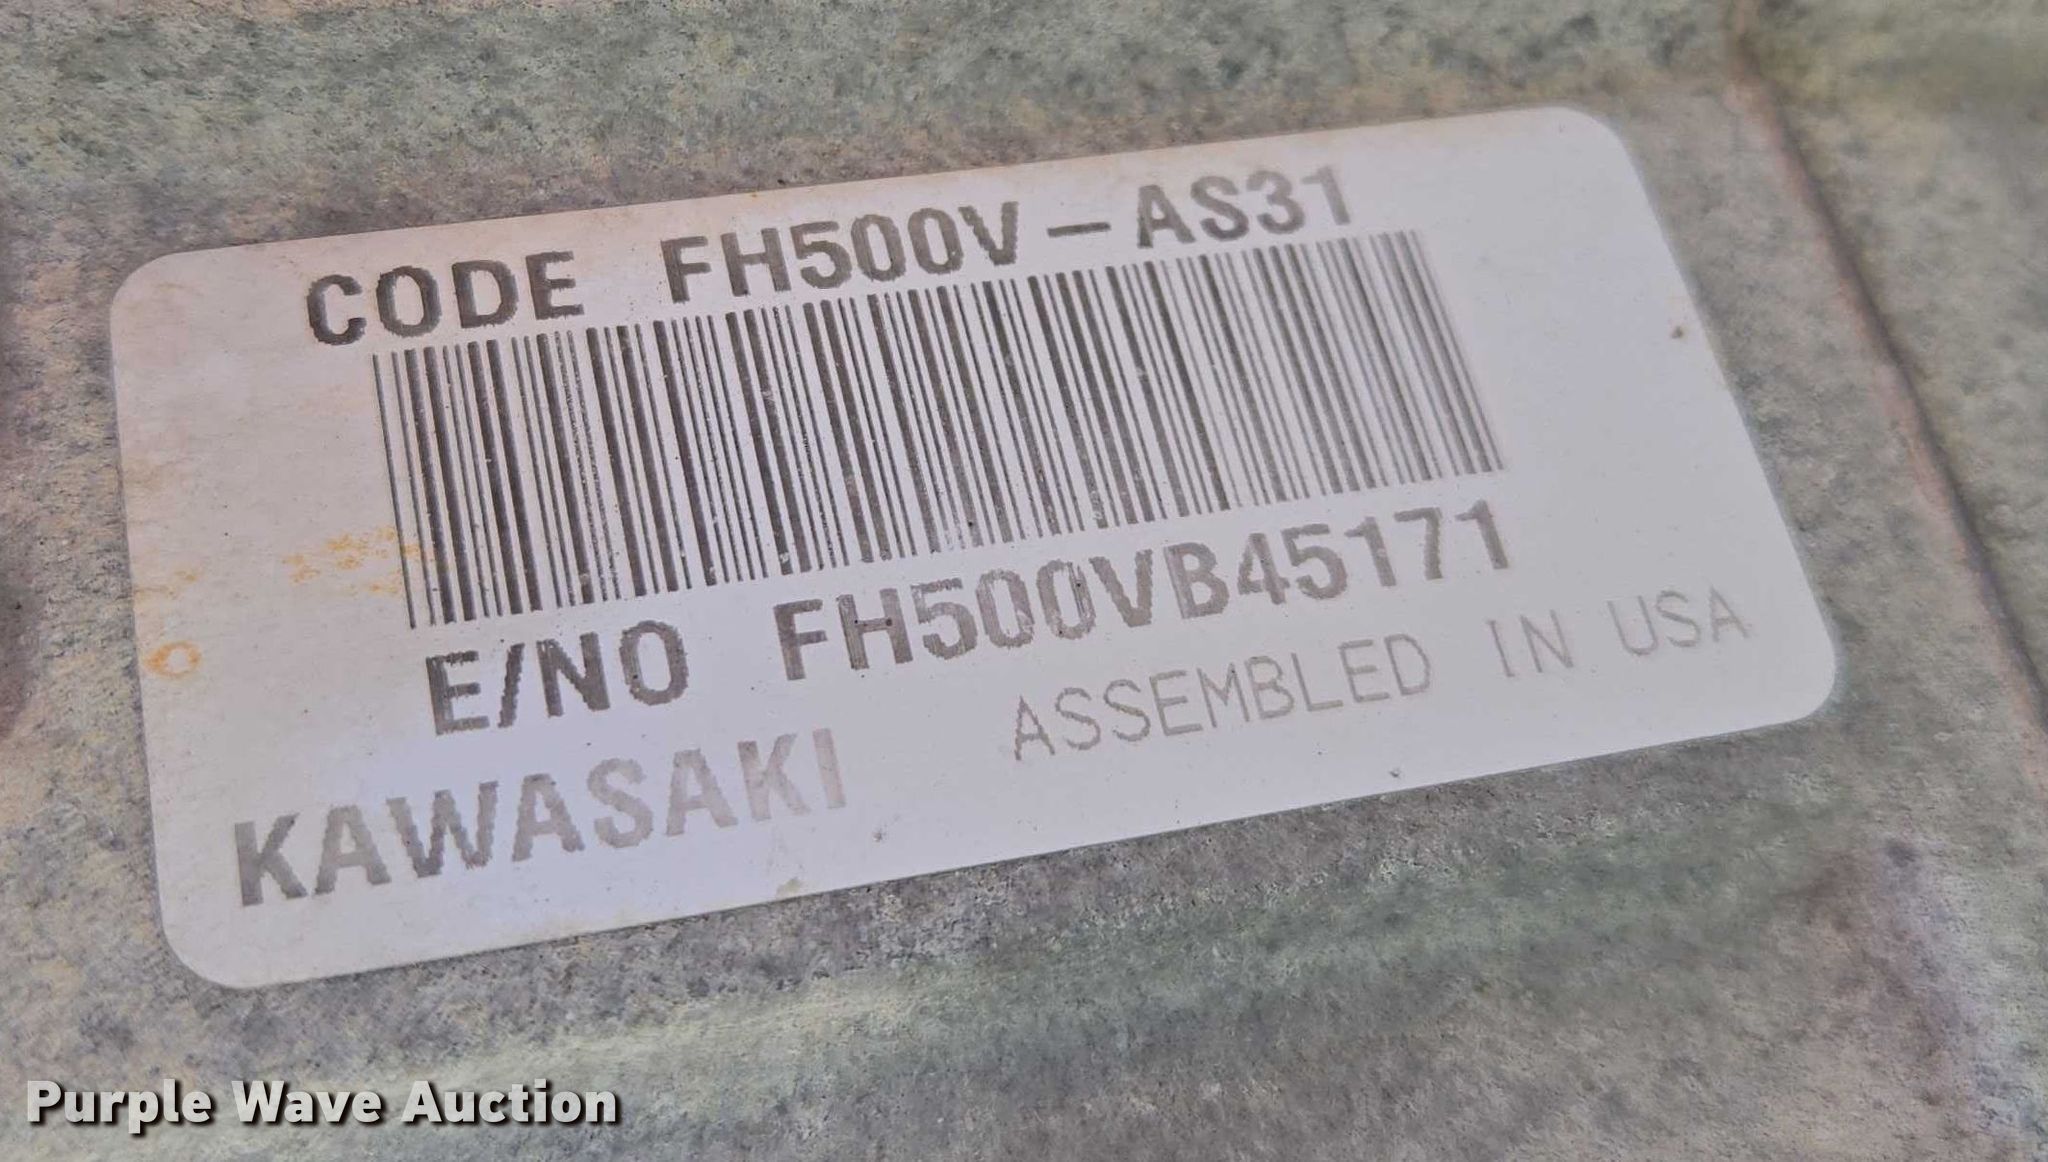 CODE FH500V-AS31
E/NO FH500VB45171
KAWASAKI ASSEMBLED IN USA
Purple Wave Auction